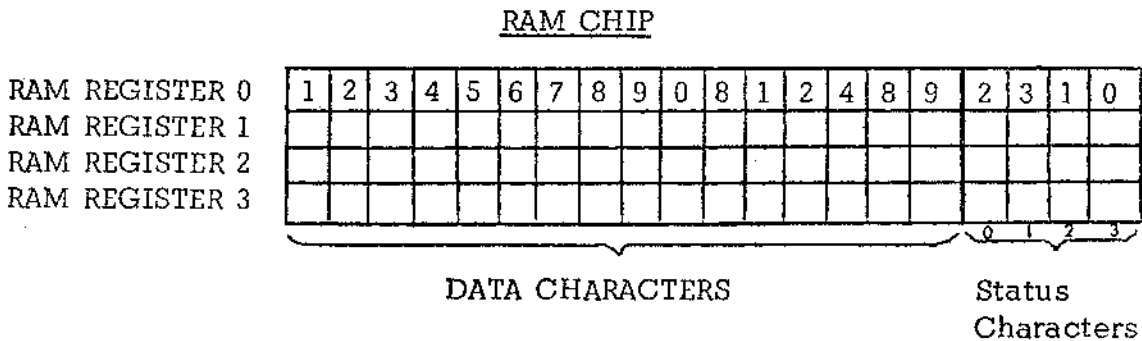 RAM CHIP
RAM REGISTER 0 1 2 3 4 5 6 7 8 9 0 8 1 2 4 8 9 2 3 1 0
RAM REGISTER 1
RAM REGISTER 2
RAM REGISTER 3
0 1 2 3
DATA CHARACTERS Status
Characters